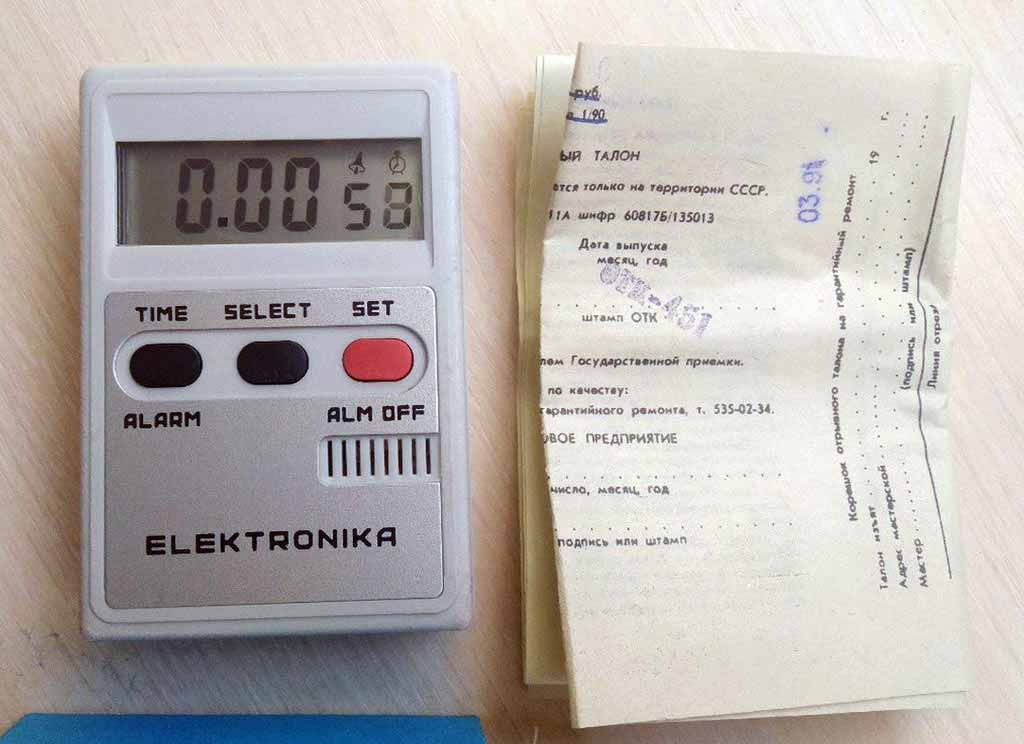 0.00 58
TIME SELECT SET
ALARM ALM OFF
ELEKTRONIKA
руб.
1/90
ЫЙ ТАЛОН
ется только на территории СССР.
11А шифр 60817Б/135013
Дата выпуска
месяц, год
03.91
ОТК-451
штамп ОТК
лем Государственной приемки.
по качеству:
гарантийного ремонта, т. 535-02-34.
ОВОЕ ПРЕДПРИЯТИЕ
число, месяц, год
подпись или штамп
Корешок отрывного талона на гарантийный ремонт
Талон изъят 19 г.
Адрес мастерской
Мастер (подпись или штамп)
Линия отреза